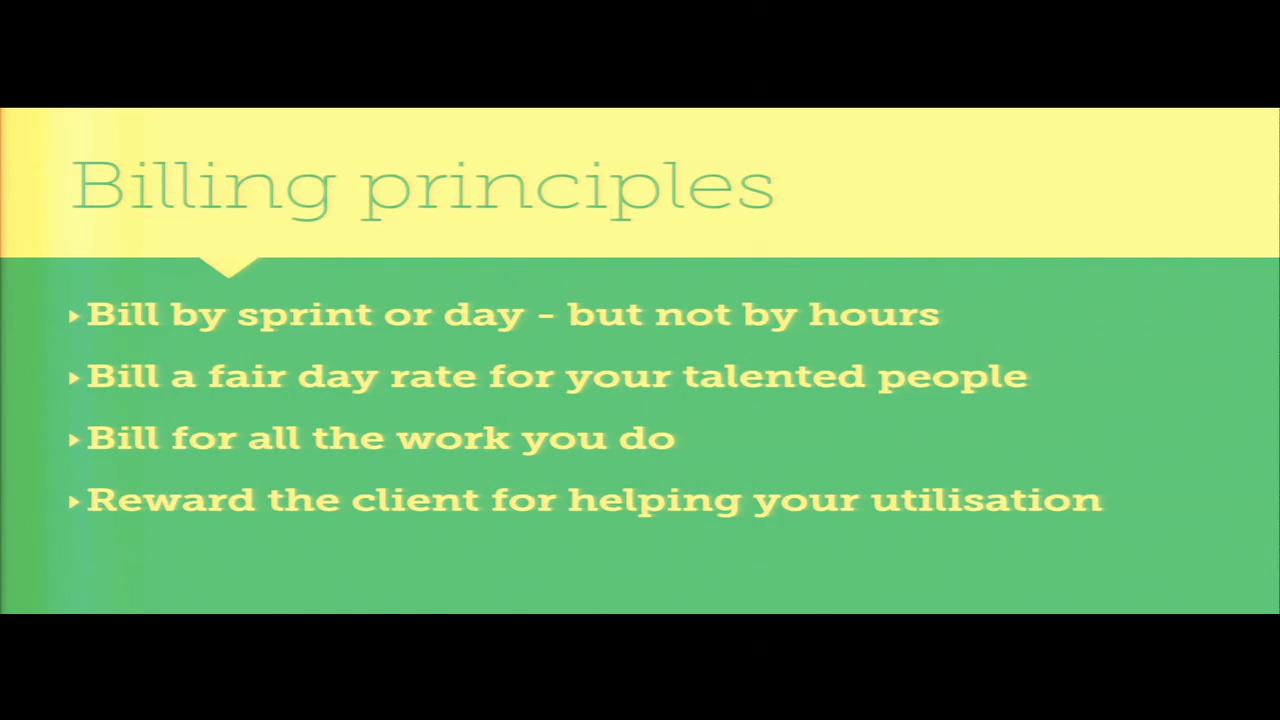 Billing principles
Bill by sprint or day - but not by hours
Bill a fair day rate for your talented people
Bill for all the work you do
Reward the client for helping your utilisation